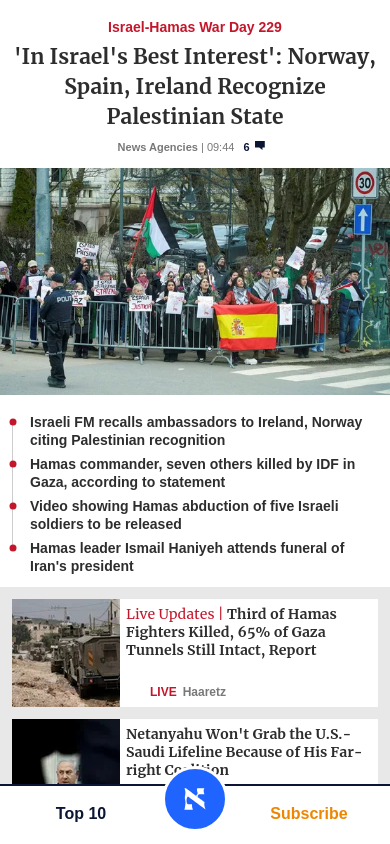 Israel-Hamas War Day 229
'In Israel's Best Interest': Norway,
Spain, Ireland Recognize
Palestinian State
News Agencies | 09:44 6
30
Israeli FM recalls ambassadors to Ireland, Norway
citing Palestinian recognition
Hamas commander, seven others killed by IDF in
Gaza, according to statement
Video showing Hamas abduction of five Israeli
soldiers to be released
Hamas leader Ismail Haniyeh attends funeral of
Iran's president
Live Updates | Third of Hamas
Fighters Killed, 65% of Gaza
Tunnels Still Intact, Report
LIVE Haaretz
Netanyahu Won't Grab the U.S.-
Saudi Lifeline Because of His Far-
right Coalition
Top 10
Subscribe